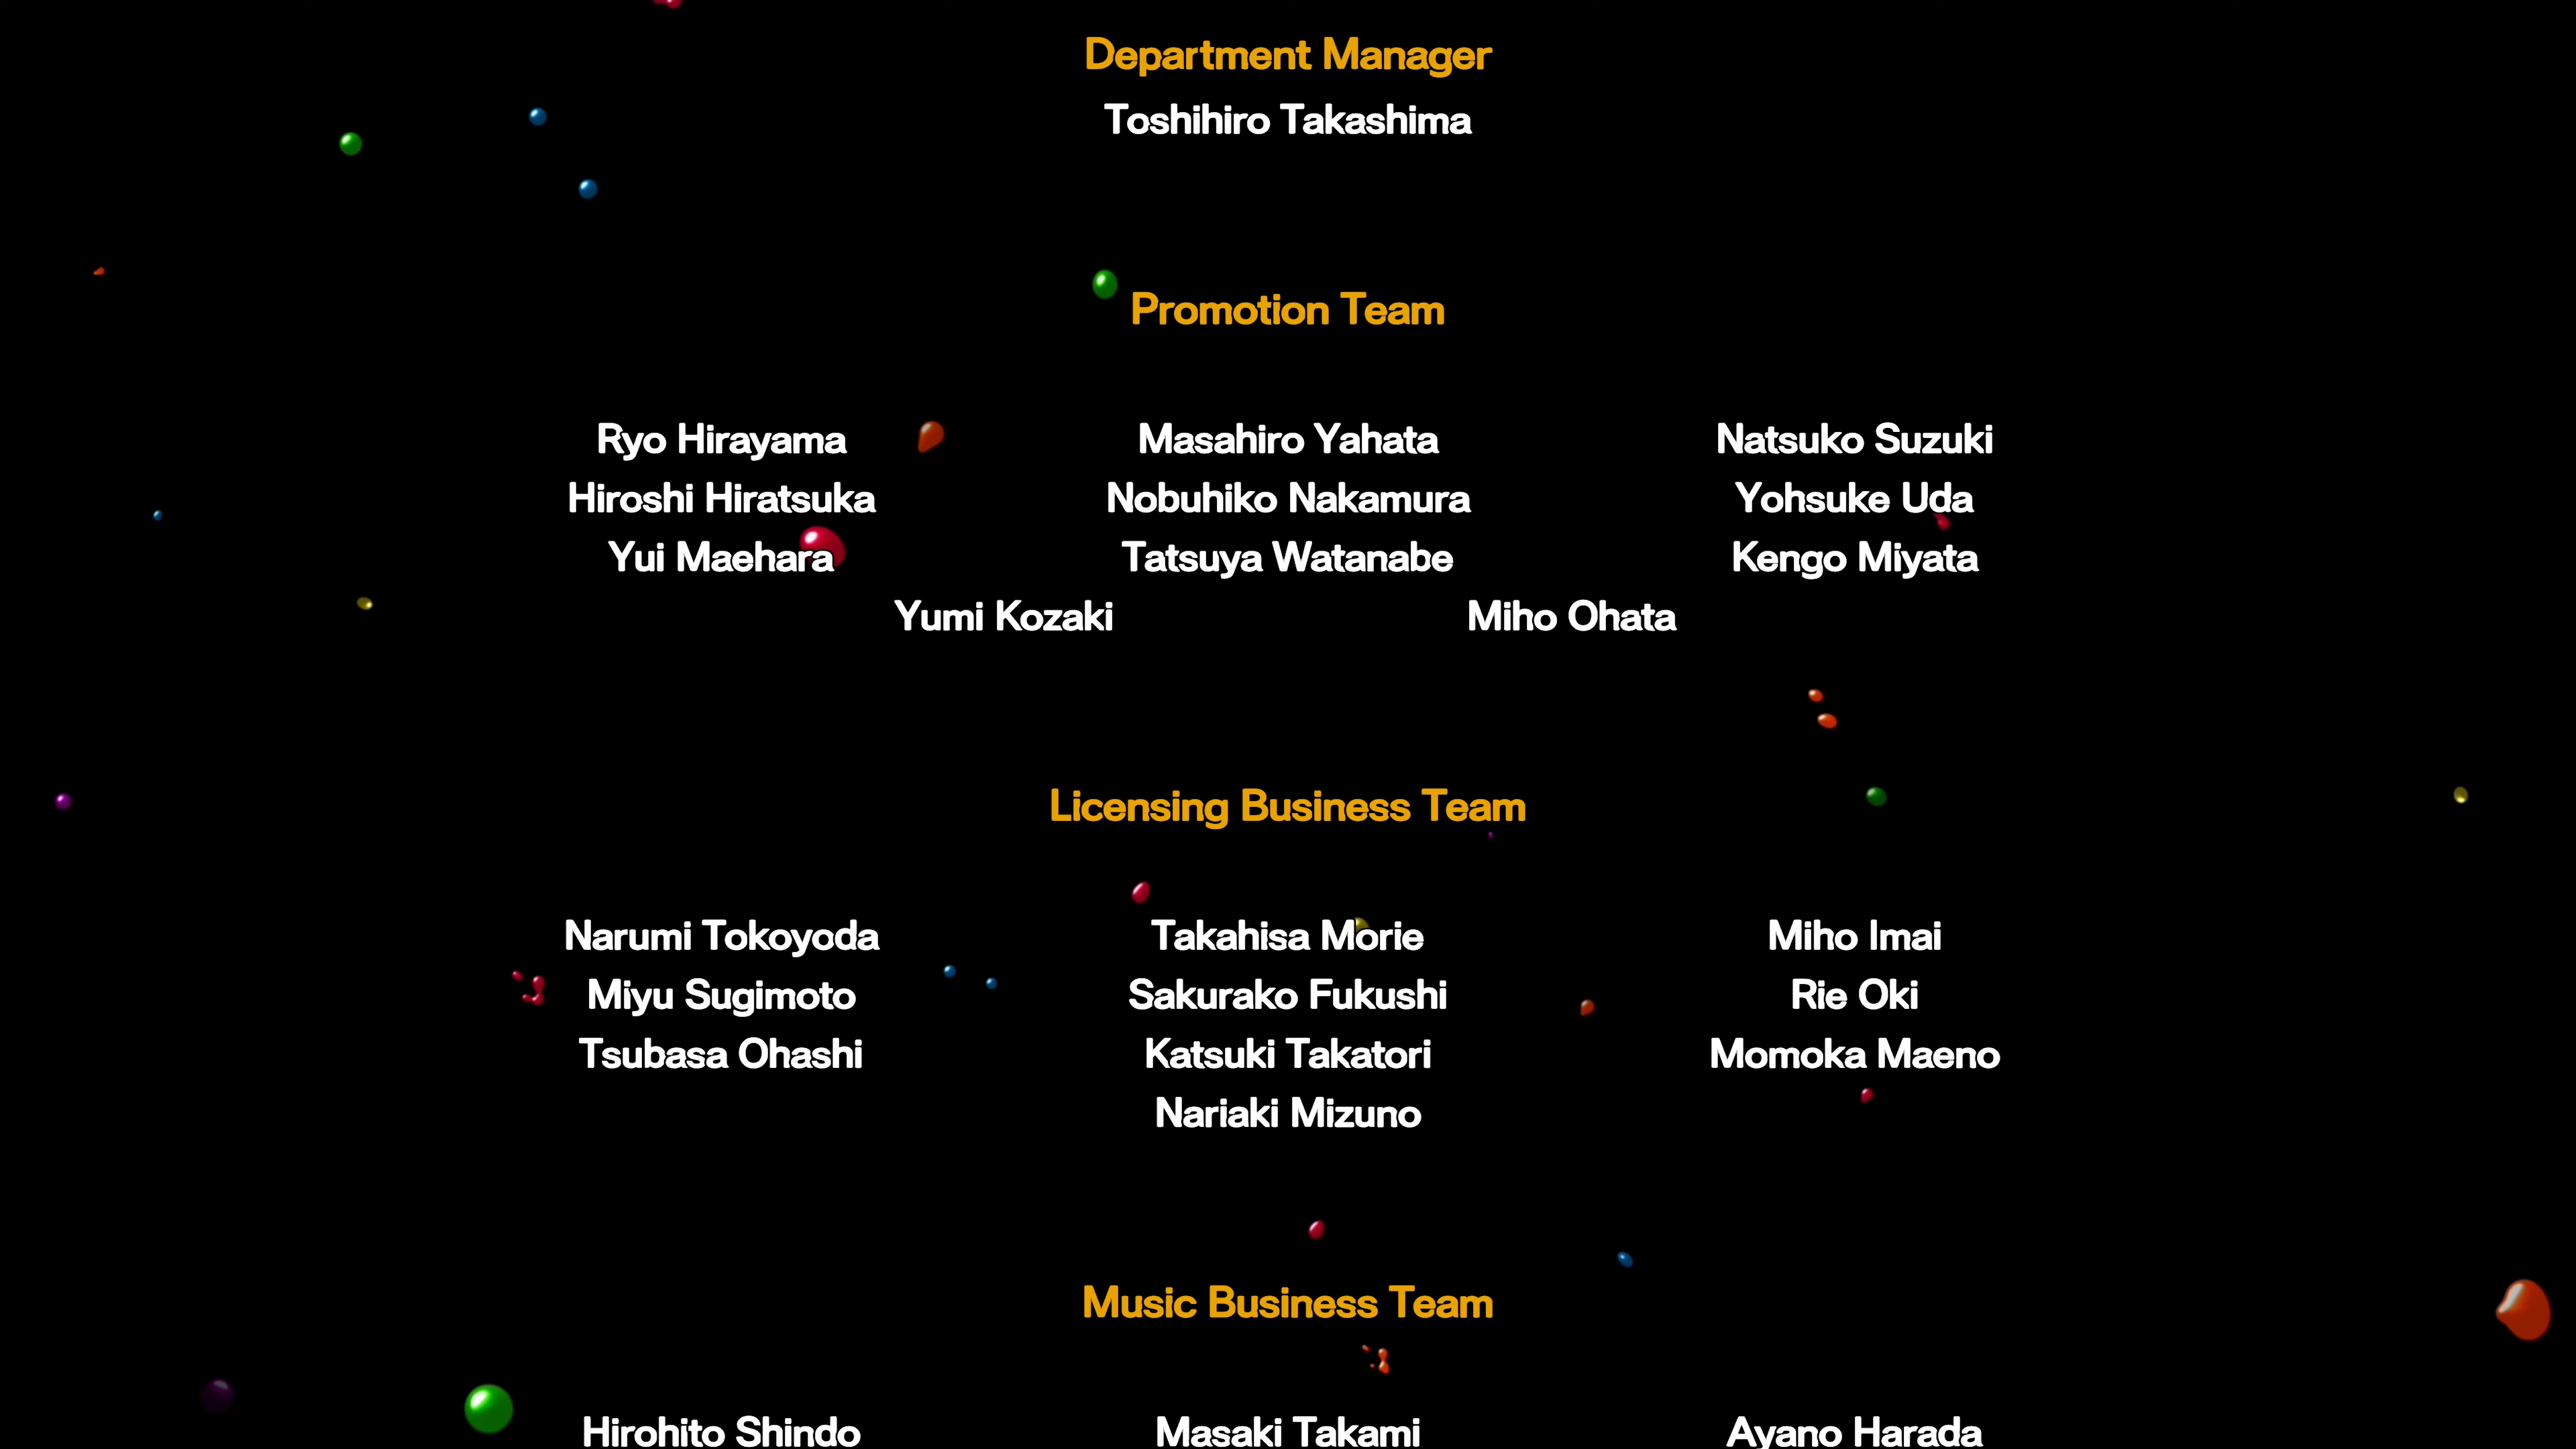 Department Manager
Toshihiro Takashima
Promotion Team
Ryo Hirayama Masahiro Yahata Natsuko Suzuki
Hiroshi Hiratsuka Nobuhiko Nakamura Yohsuke Uda
Yui Maehara Tatsuya Watanabe Kengo Miyata
Yumi Kozaki Miho Ohata
Licensing Business Team
Narumi Tokoyoda Takahisa Morie Miho Imai
Miyu Sugimoto Sakurako Fukushi Rie Oki
Tsubasa Ohashi Katsuki Takatori Momoka Maeno
Nariaki Mizuno
Music Business Team
Hirohito Shindo Masaki Takami Ayano Harada